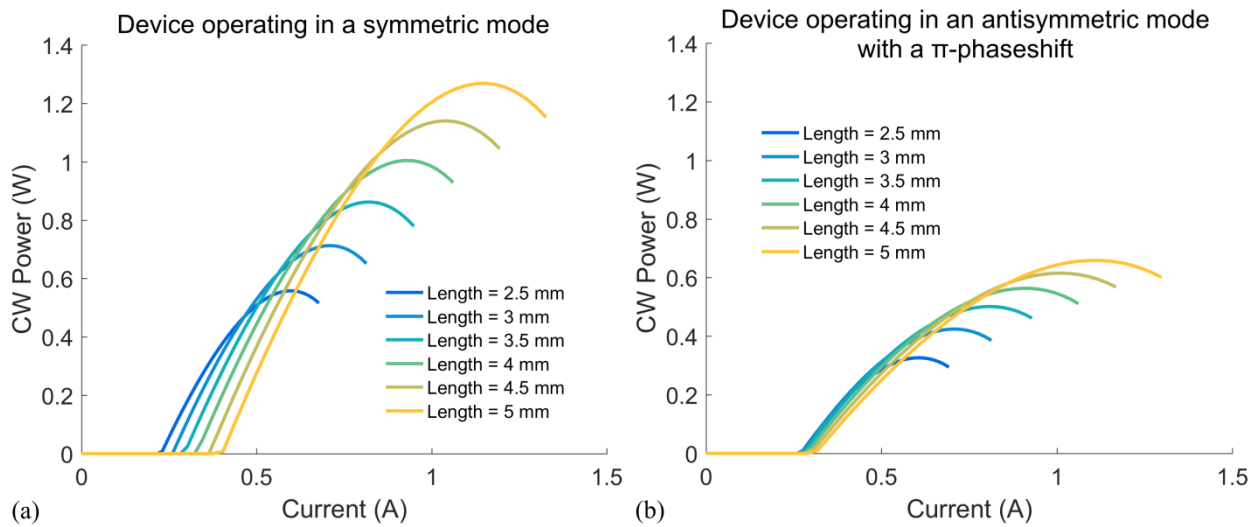 Device operating in a symmetric mode
1.4
1.2
1
0.8
0.6
0.4
0.2
0
CW Power (W)
Length = 2.5 mm
Length = 3 mm
Length = 3.5 mm
Length = 4 mm
Length = 4.5 mm
Length = 5 mm
0 0.5 1 1.5
Current (A)
(a)
Device operating in an antisymmetric mode
with a π-phaseshift
1.4
1.2
1
0.8
0.6
0.4
0.2
0
CW Power (W)
Length = 2.5 mm
Length = 3 mm
Length = 3.5 mm
Length = 4 mm
Length = 4.5 mm
Length = 5 mm
0 0.5 1 1.5
Current (A)
(b)